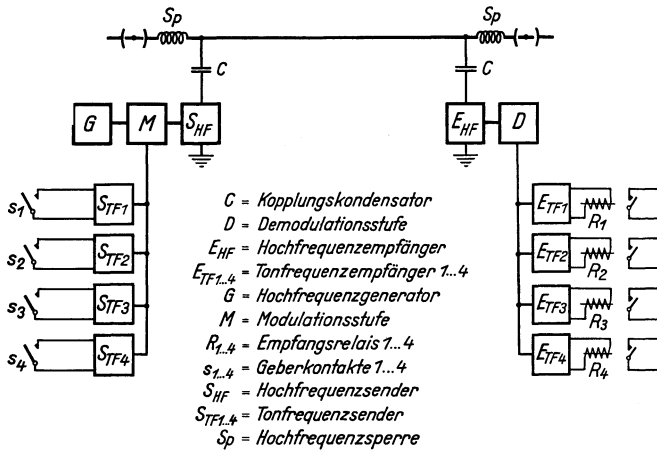 Sp Sp
C C
G M S_HF E_HF D
s1 S_TF1 E_TF1 R1
s2 S_TF2 E_TF2 R2
s3 S_TF3 E_TF3 R3
s4 S_TF4 E_TF4 R4
C = Kopplungskondensator
D = Demodulationsstufe
E_HF = Hochfrequenzempfänger
E_TF1...4 = Tonfrequenzempfänger 1...4
G = Hochfrequenzgenerator
M = Modulationsstufe
R1...4 = Empfangsrelais 1...4
s1...4 = Geberkontakte 1...4
S_HF = Hochfrequenzsender
S_TF1...4 = Tonfrequenzsender
Sp = Hochfrequenzsperre